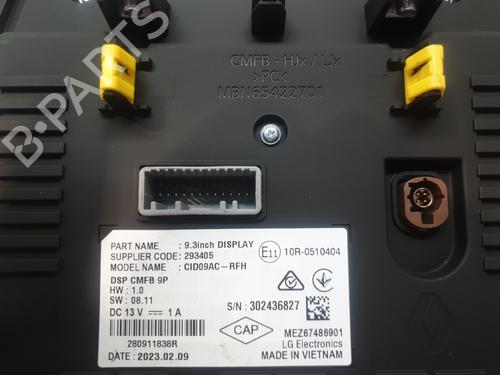 CMFB - HJx / LJx
>PC<
MBN65422701
B-PARTS
PART NAME : 9.3inch DISPLAY
SUPPLIER CODE: 293405
MODEL NAME : CID09AC-RFH
DSP CMFB 9P
HW : 1.0
SW : 08.11
DC 13 V 1 A
280911838R
DATE : 2023.02.09
E11 10R-0510404
S/N : 302436827
CAP
MEZ67486901
LG Electronics
MADE IN VIETNAM